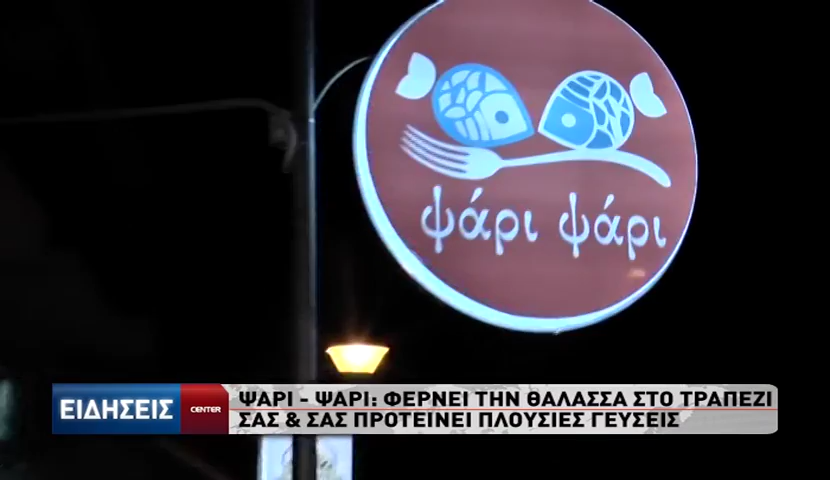 ψάρι ψάρι
ΕΙΔΗΣΕΙΣ
CENTER
ΨΑΡΙ - ΨΑΡΙ: ΦΕΡΝΕΙ ΤΗΝ ΘΑΛΑΣΣΑ ΣΤΟ ΤΡΑΠΕΖΙ
ΣΑΣ & ΣΑΣ ΠΡΟΤΕΙΝΕΙ ΠΛΟΥΣΙΕΣ ΓΕΥΣΕΙΣ